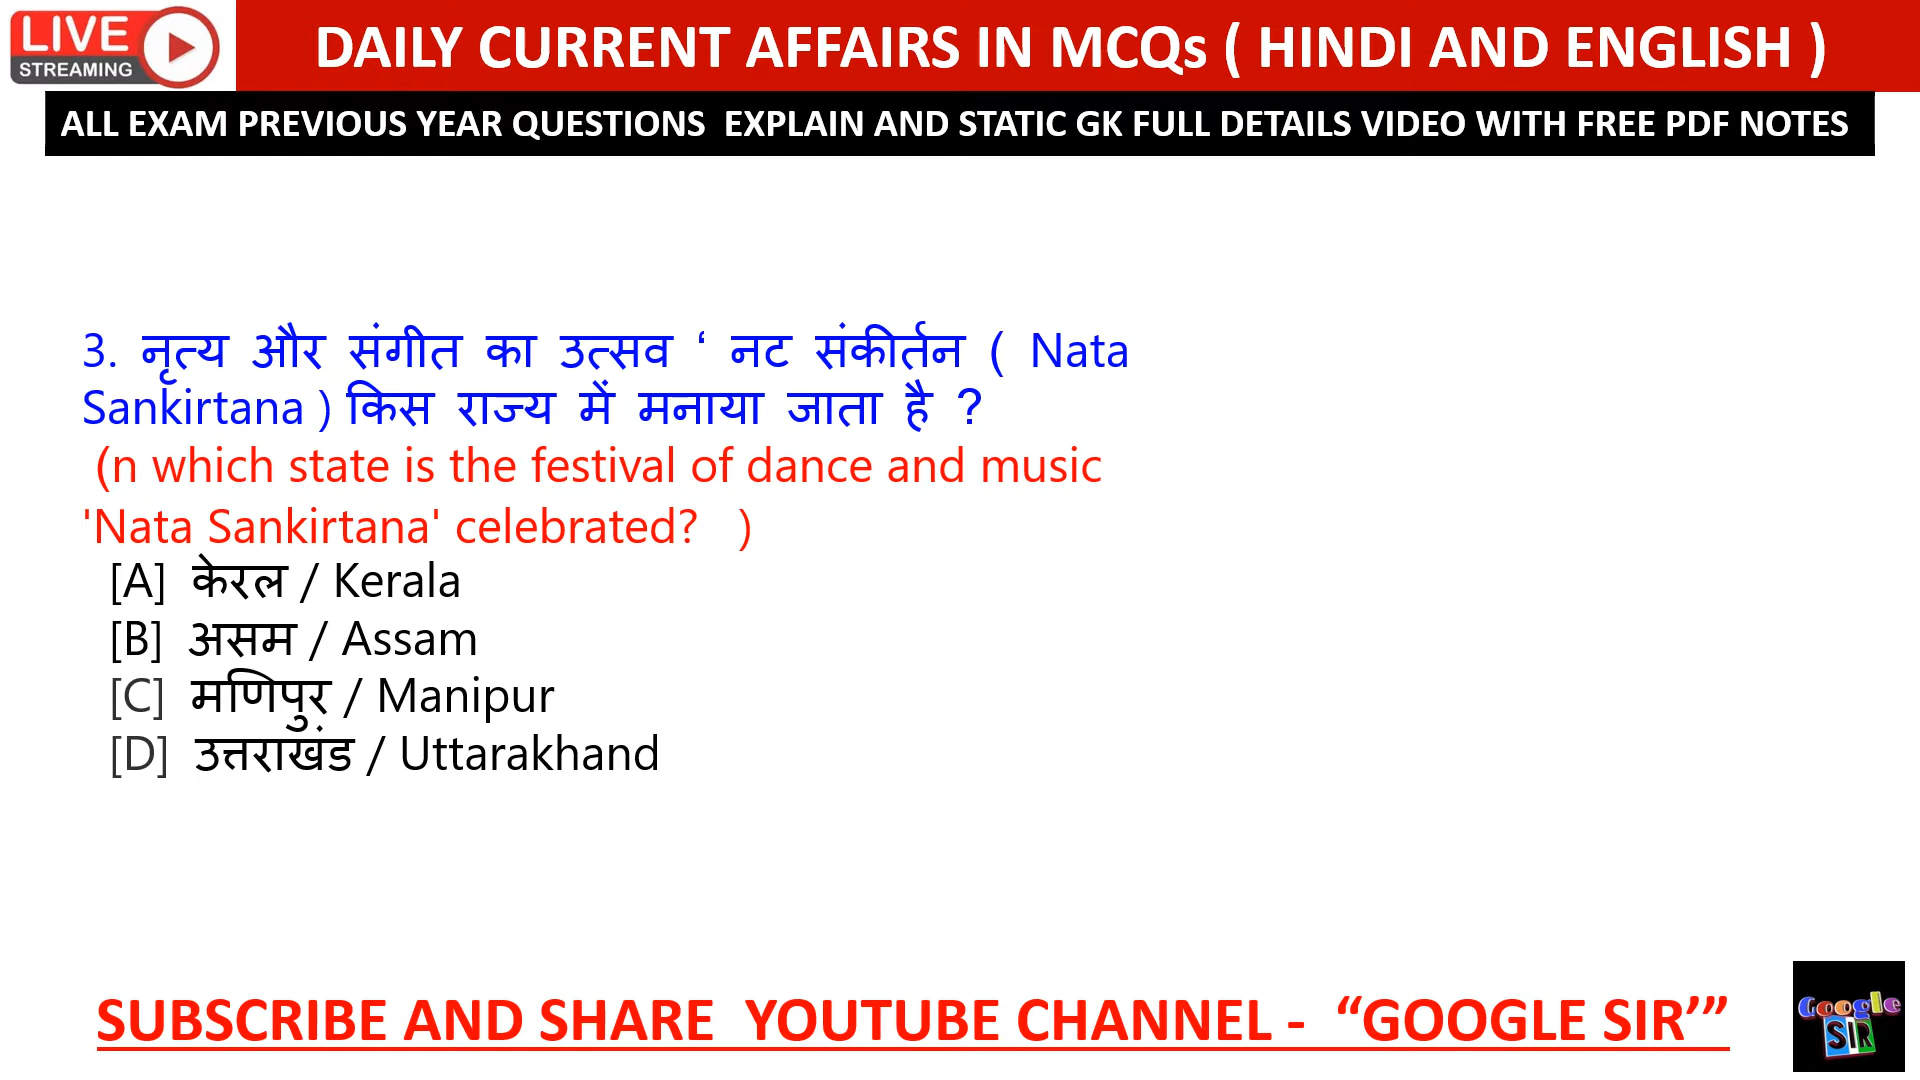 LIVE
STREAMING
DAILY CURRENT AFFAIRS IN MCQs ( HINDI AND ENGLISH )
ALL EXAM PREVIOUS YEAR QUESTIONS EXPLAIN AND STATIC GK FULL DETAILS VIDEO WITH FREE PDF NOTES
3. नृत्य और संगीत का उत्सव ‘ नट संकीर्तन ( Nata
Sankirtana ) किस राज्य में मनाया जाता है ?
(n which state is the festival of dance and music
'Nata Sankirtana' celebrated? )
[A] केरल / Kerala
[B] असम / Assam
[C] मणिपुर / Manipur
[D] उत्तराखंड / Uttarakhand
SUBSCRIBE AND SHARE YOUTUBE CHANNEL - “GOOGLE SIR’”
Google
SIR